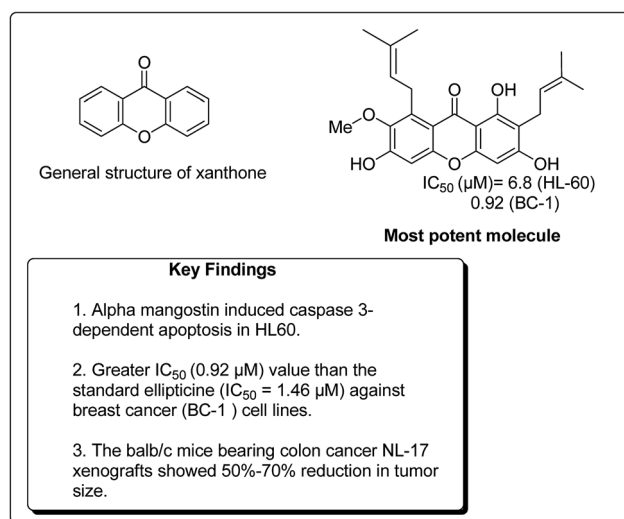 O
O
General structure of xanthone
O
OH
O
Me
HO
O
OH
IC50 (µM)= 6.8 (HL-60)
0.92 (BC-1)
Most potent molecule
Key Findings
1. Alpha mangostin induced caspase 3-
dependent apoptosis in HL60.
2. Greater IC50 (0.92 µM) value than the
standard ellipticine (IC50 = 1.46 µM) against
breast cancer (BC-1 ) cell lines.
3. The balb/c mice bearing colon cancer NL-17
xenografts showed 50%-70% reduction in tumor
size.